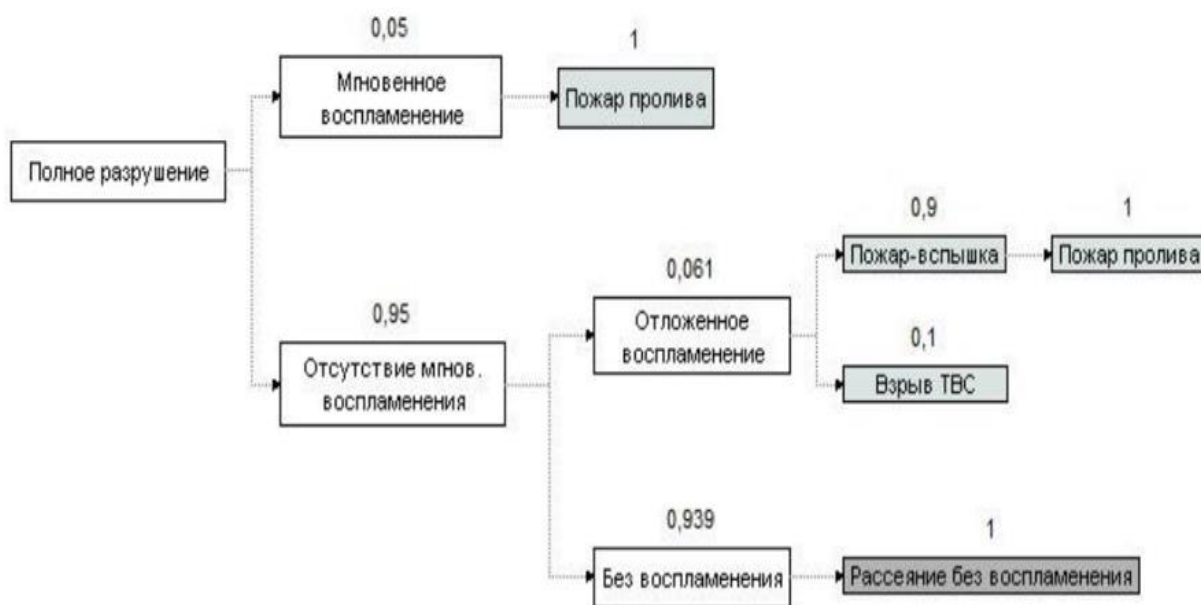 0,05
1
Мгновенное
воспламенение
Пожар пролива
Полное разрушение
0,9
1
Пожар-вспышка
Пожар пролива
0,061
0,95
Отложенное
воспламенение
0,1
Отсутствие мгнов.
воспламенения
Взрыв ТВС
0,939
1
Без воспламенения
Рассеяние без воспламенения